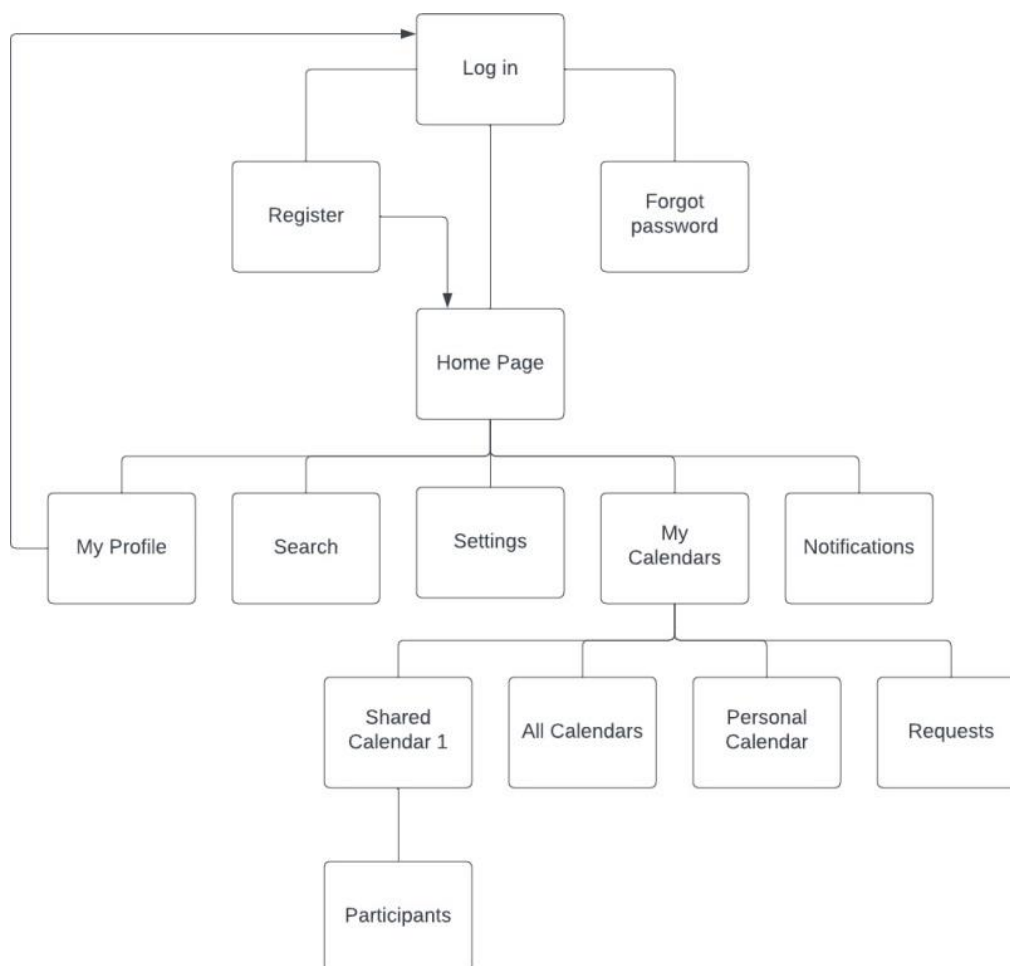 Log in
Register
Forgot
password
Home Page
My Profile
Search
Settings
My
Calendars
Notifications
Shared
Calendar 1
All Calendars
Personal
Calendar
Requests
Participants